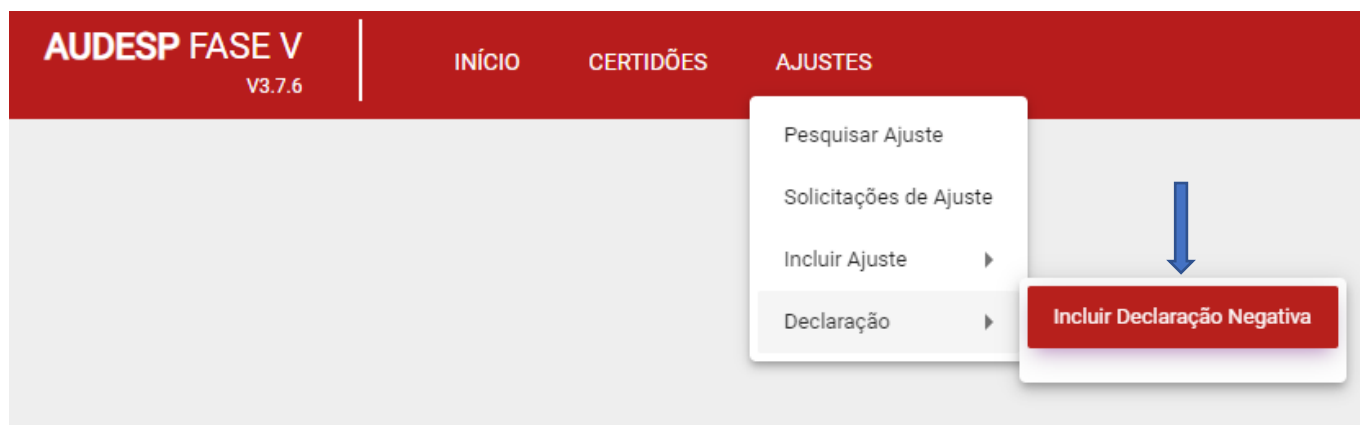 AUDESP FASE V
V3.7.6
INÍCIO
CERTIDÕES
AJUSTES
Pesquisar Ajuste
Solicitações de Ajuste
Incluir Ajuste
Declaração
Incluir Declaração Negativa